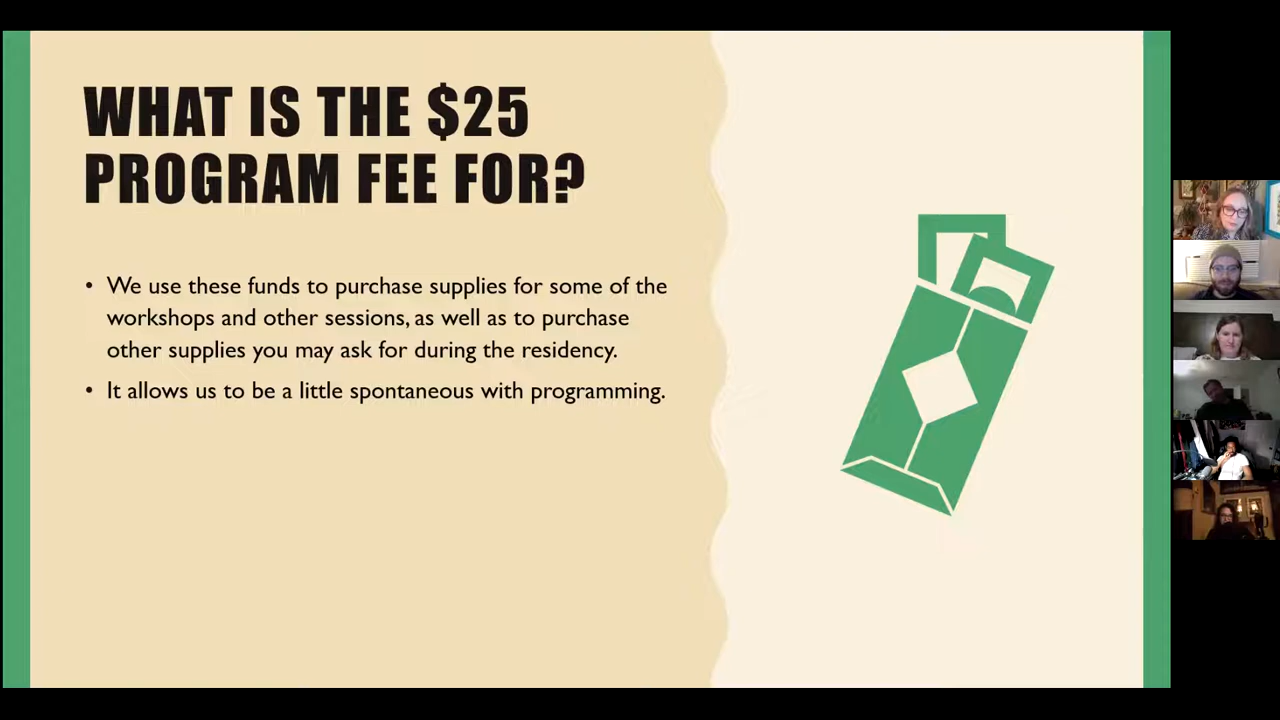 WHAT IS THE $25
PROGRAM FEE FOR?
• We use these funds to purchase supplies for some of the
workshops and other sessions, as well as to purchase
other supplies you may ask for during the residency.
• It allows us to be a little spontaneous with programming.